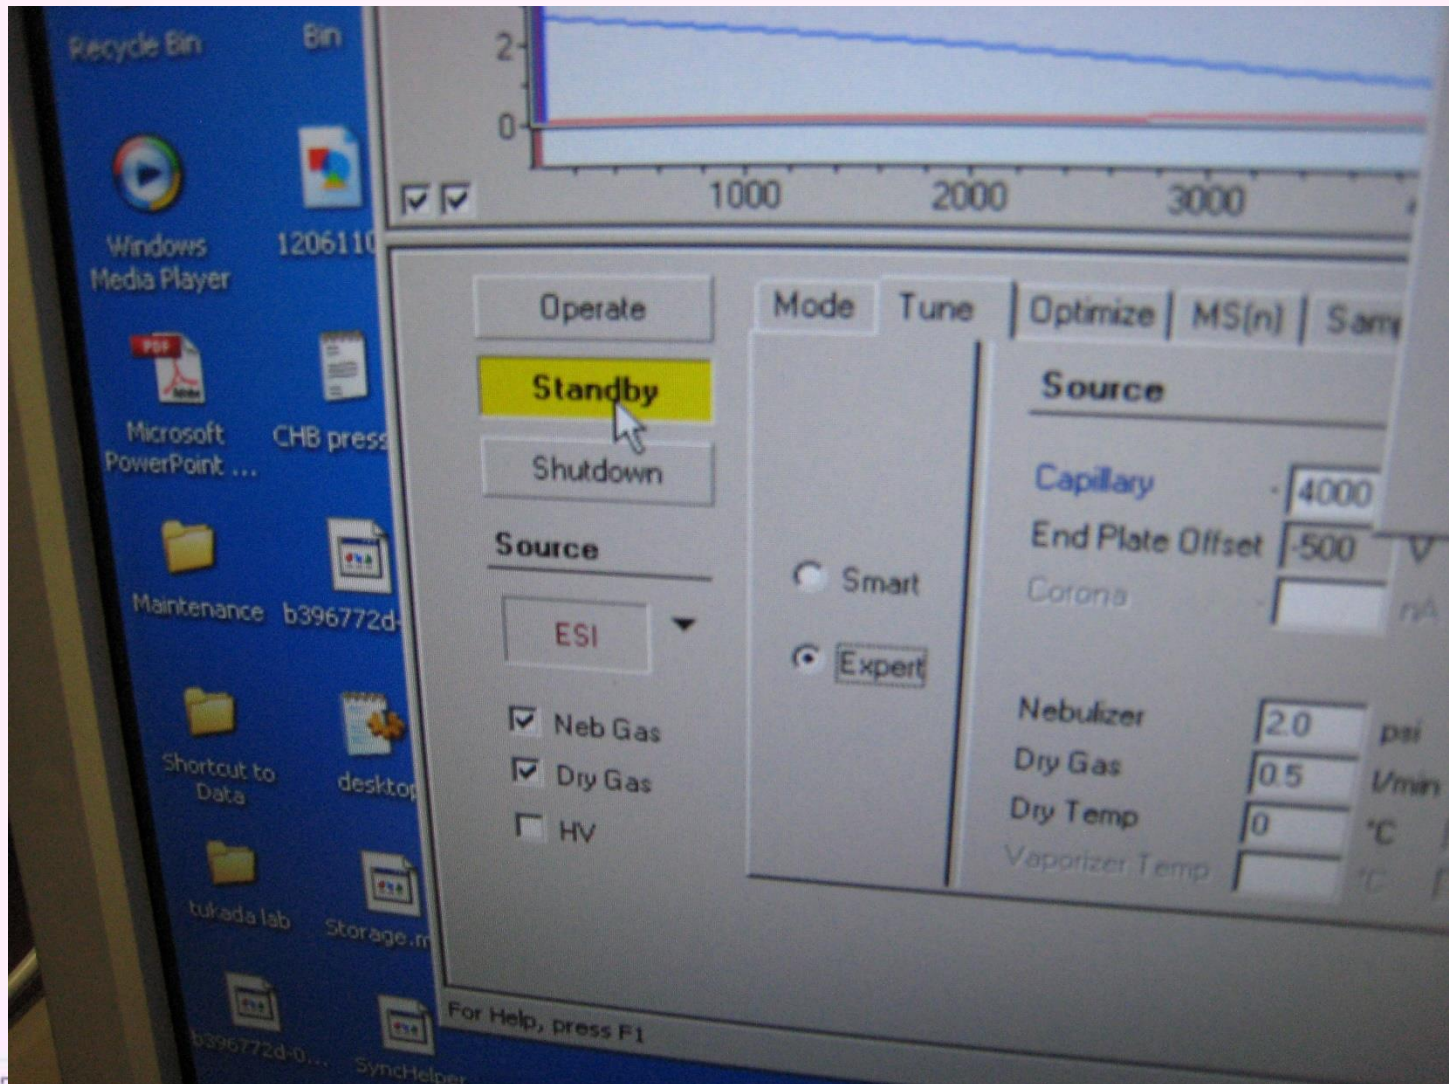 Recycle Bin
Bin
Windows
Media Player
1206110
Microsoft
PowerPoint ...
CHB press
Maintenance
b396772d-
Shortcut to
Data
desktop
tukada lab
Storage.m
b396772d-0...
SyncHelper
2
0
1000 2000 3000
Operate
Standby
Shutdown
Source
ESI
Neb Gas
Dry Gas
HV
Mode Tune Optimize MS(n) Samp
Smart
Expert
Source
Capillary - 4000
End Plate Offset -500 V
Corona - nA
Nebulizer 2.0 psi
Dry Gas 0.5 l/min
Dry Temp 0 °C
Vaporizer Temp °C
For Help, press F1
PDF
Adobe